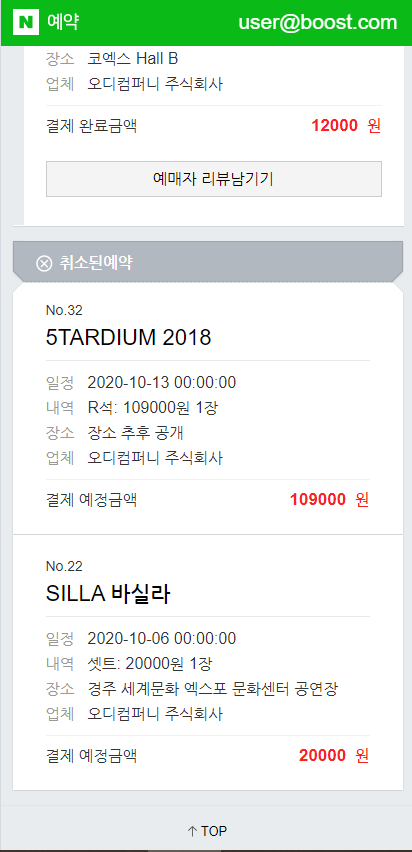 N 예약 user@boost.com
장소 코엑스 Hall B
업체 오디컴퍼니 주식회사
결제 완료금액 12000 원
예매자 리뷰남기기
취소된예약
No.32
5TARDIUM 2018
일정 2020-10-13 00:00:00
내역 R석: 109000원 1장
장소 장소 추후 공개
업체 오디컴퍼니 주식회사
결제 예정금액 109000 원
No.22
SILLA 바실라
일정 2020-10-06 00:00:00
내역 셋트: 20000원 1장
장소 경주 세계문화 엑스포 문화센터 공연장
업체 오디컴퍼니 주식회사
결제 예정금액 20000 원
↑ TOP